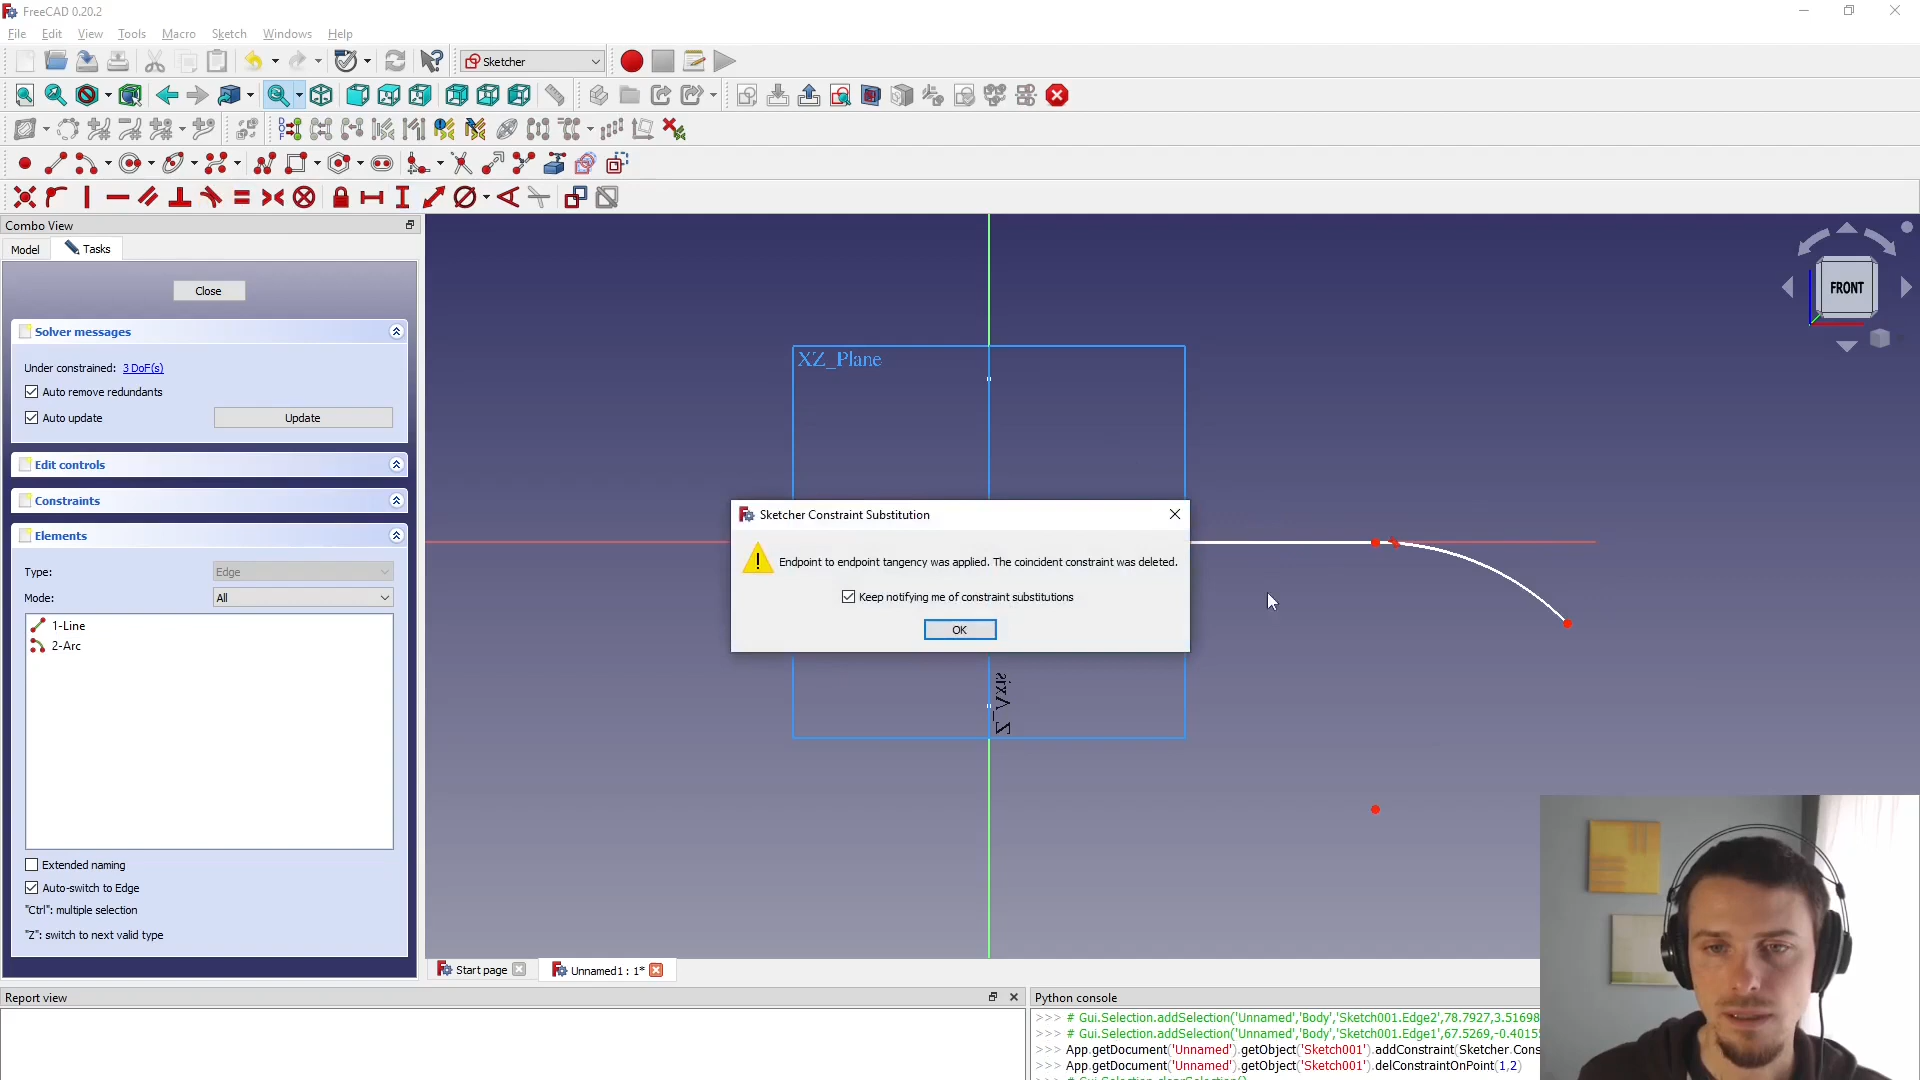 FreeCAD 0.20.2
File Edit View Tools Macro Sketch Windows Help
Sketcher
Combo View
Model Tasks
Close
Solver messages
Under constrained: 3 DoF(s)
Auto remove redundants
Auto update
Update
Edit controls
Constraints
Elements
Type: Edge
Mode: All
1-Line
2-Arc
Extended naming
Auto-switch to Edge
"Ctrl": multiple selection
"Z": switch to next valid type
XZ_Plane
FRONT
Sketcher Constraint Substitution
Endpoint to endpoint tangency was applied. The coincident constraint was deleted.
Keep notifying me of constraint substitutions
OK
Z_Axis
Start page
Unnamed1 : 1*
Report view
Python console
>>> # Gui.Selection.addSelection('Unnamed','Body','Sketch001.Edge2',78.7927,3.51698
>>> # Gui.Selection.addSelection('Unnamed','Body','Sketch001.Edge1',67.5269,-0.4015
>>> App.getDocument('Unnamed').getObject('Sketch001').addConstraint(Sketcher.Cons
>>> App.getDocument('Unnamed').getObject('Sketch001').delConstraintOnPoint(1,2)
>>> # Gui.Selection.clearSelection()